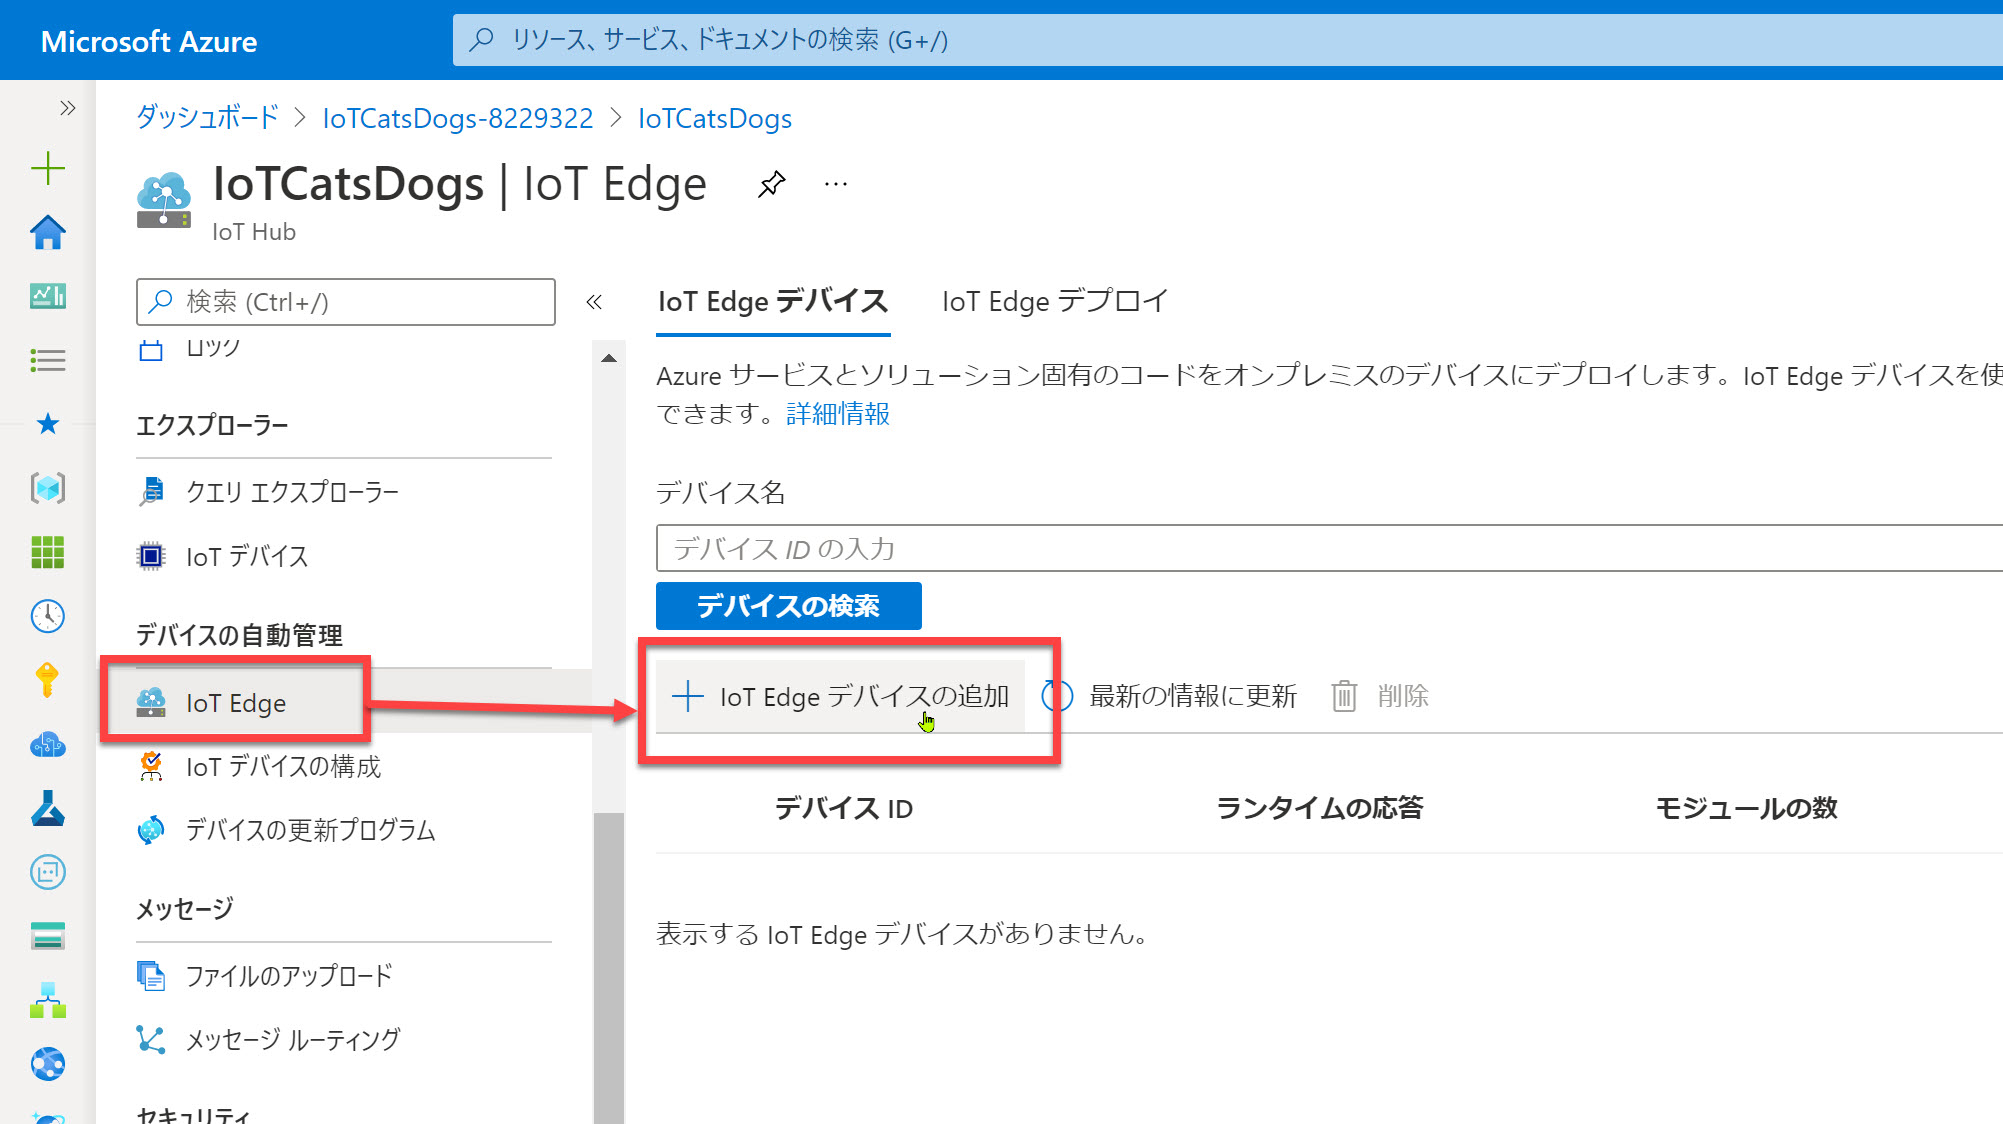 Microsoft Azure
リソース、サービス、ドキュメントの検索 (G+/)
ダッシュボード > IoTCatsDogs-8229322 > IoTCatsDogs
IoTCatsDogs | IoT Edge
IoT Hub
検索 (Ctrl+/)
ロック
エクスプローラー
クエリ エクスプローラー
IoT デバイス
デバイスの自動管理
IoT Edge
IoT デバイスの構成
デバイスの更新プログラム
メッセージ
ファイルのアップロード
メッセージ ルーティング
セキュリティ
IoT Edge デバイス
IoT Edge デプロイ
Azure サービスとソリューション固有のコードをオンプレミスのデバイスにデプロイします。IoT Edge デバイスを使
できます。詳細情報
デバイス名
デバイス ID の入力
デバイスの検索
IoT Edge デバイスの追加
最新の情報に更新
削除
デバイス ID
ランタイムの応答
モジュールの数
表示する IoT Edge デバイスがありません。